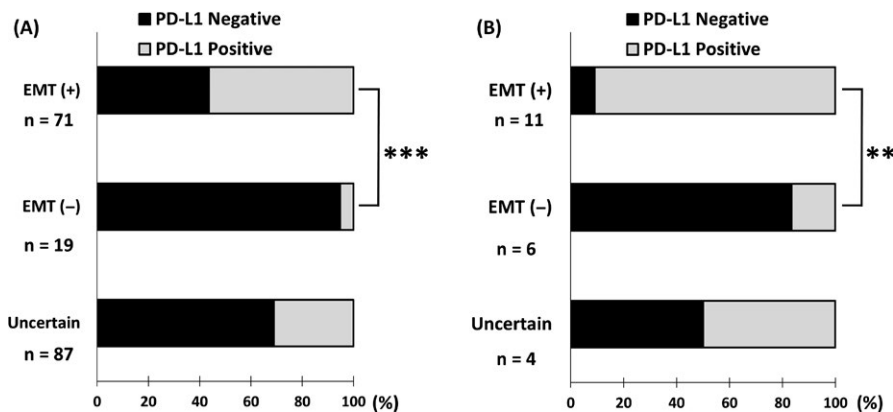 (A)
■ PD-L1 Negative
□ PD-L1 Positive
EMT (+)
n = 71
EMT (−)
n = 19
Uncertain
n = 87
***
0 20 40 60 80 100 (%)
(B)
■ PD-L1 Negative
□ PD-L1 Positive
EMT (+)
n = 11
EMT (−)
n = 6
Uncertain
n = 4
**
0 20 40 60 80 100 (%)